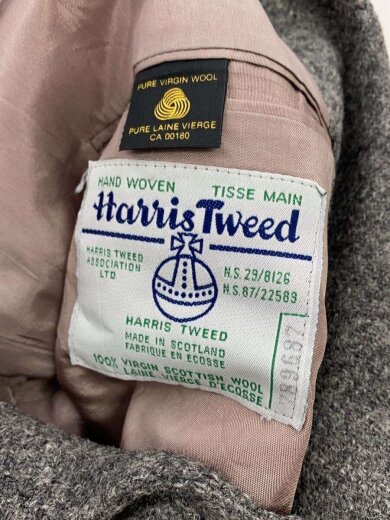 PURE VIRGIN WOOL
PURE LAINE VIERGE
CA 00180
HAND WOVEN TISSE MAIN
Harris Tweed
HARRIS TWEED
ASSOCIATION
LTD
N.S. 29/8126
N.S. 87/22589
HARRIS TWEED
MADE IN SCOTLAND
FABRIQUE EN ECOSSE
100% VIRGIN SCOTTISH WOOL
LAINE VIERGE D'ECOSSE